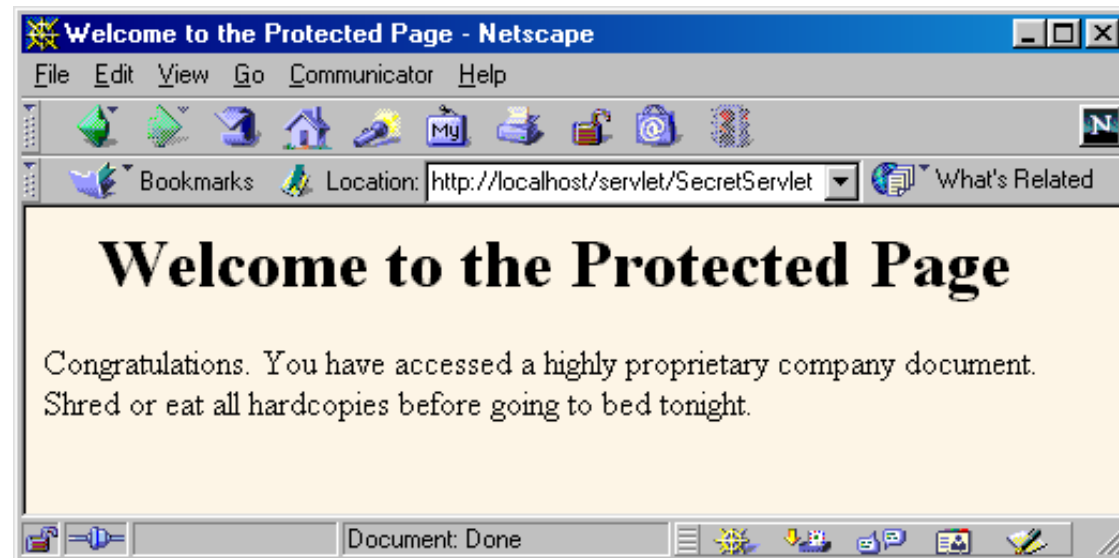 Welcome to the Protected Page - Netscape
File Edit View Go Communicator Help
My
N
Bookmarks Location: http://localhost/servlet/SecretServlet What's Related
Welcome to the Protected Page
Congratulations. You have accessed a highly proprietary company document.
Shred or eat all hardcopies before going to bed tonight.
Document: Done